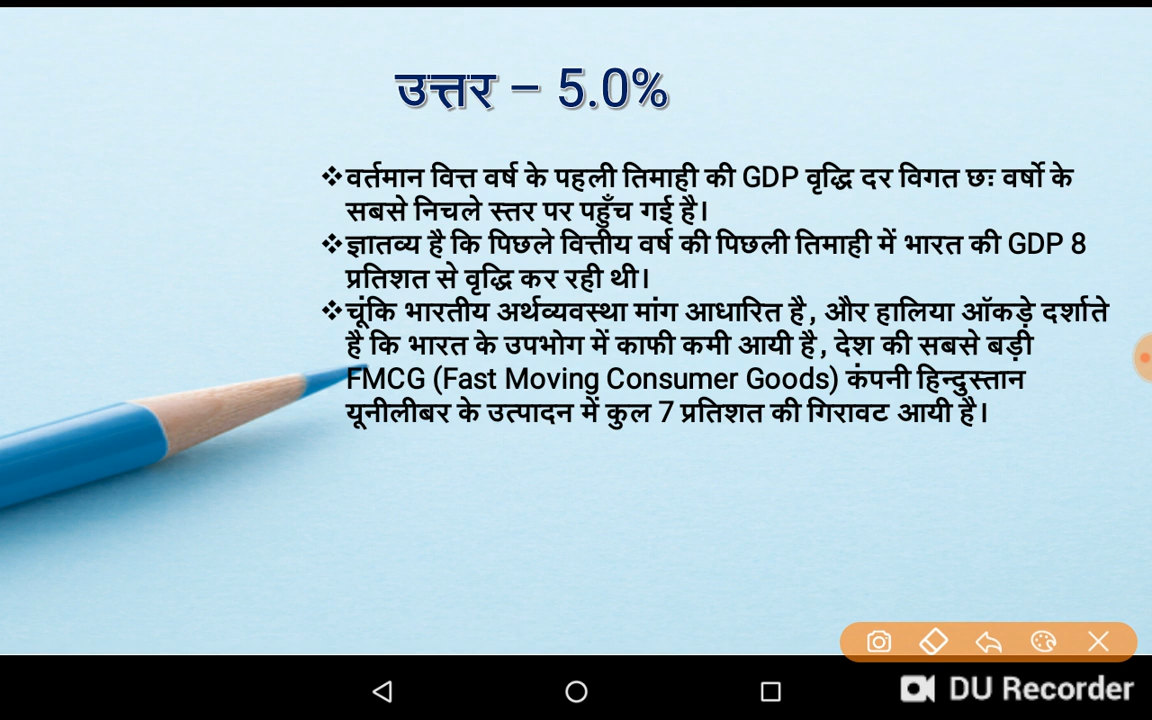 उत्तर – 5.0%
❖वर्तमान वित्त वर्ष के पहली तिमाही की GDP वृद्धि दर विगत छः वर्षो के
सबसे निचले स्तर पर पहुँच गई है।
❖ज्ञातव्य है कि पिछले वित्तीय वर्ष की पिछली तिमाही में भारत की GDP 8
प्रतिशत से वृद्धि कर रही थी।
❖चूंकि भारतीय अर्थव्यवस्था मांग आधारित है, और हालिया ऑकड़े दर्शाते
है कि भारत के उपभोग में काफी कमी आयी है, देश की सबसे बड़ी
FMCG (Fast Moving Consumer Goods) कंपनी हिन्दुस्तान
यूनीलीबर के उत्पादन में कुल 7 प्रतिशत की गिरावट आयी है।
DU Recorder